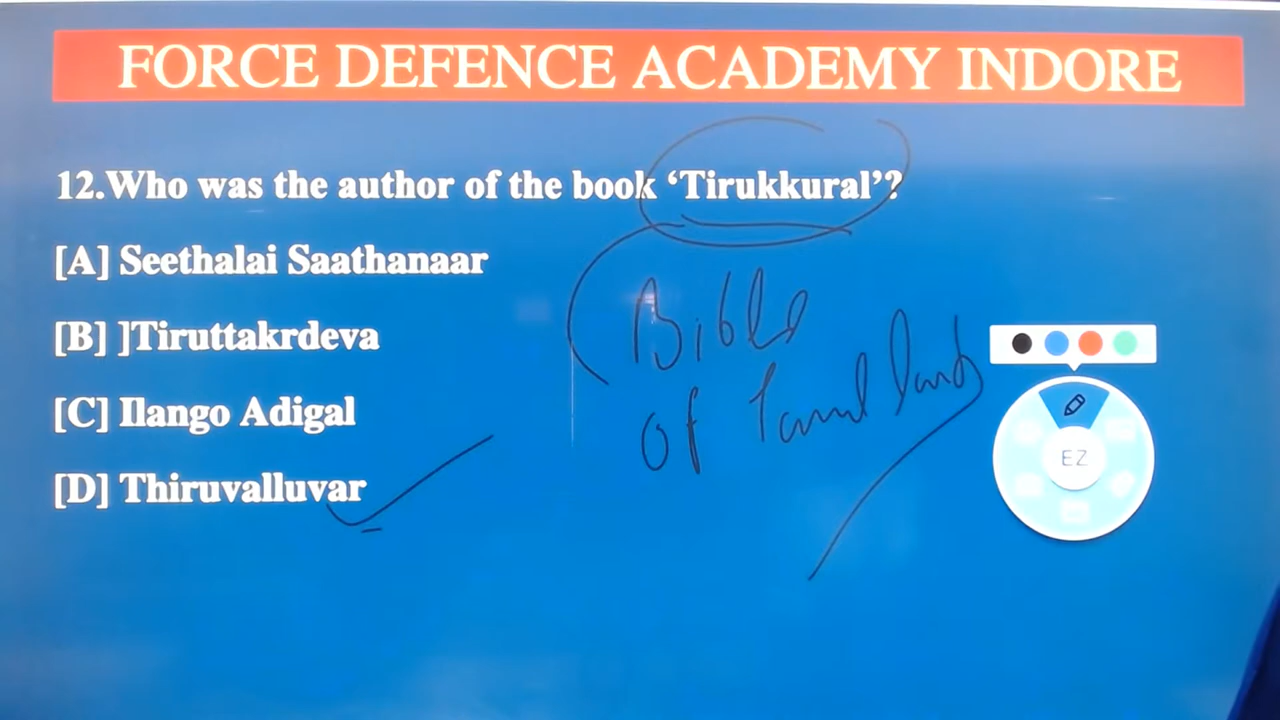 FORCE DEFENCE ACADEMY INDORE
12.Who was the author of the book ‘Tirukkural’?
[A] Seethalai Saathanaar
[B] ]Tiruttakrdeva
[C] Ilango Adigal
[D] Thiruvalluvar
Bible
of Tamil land
EZ